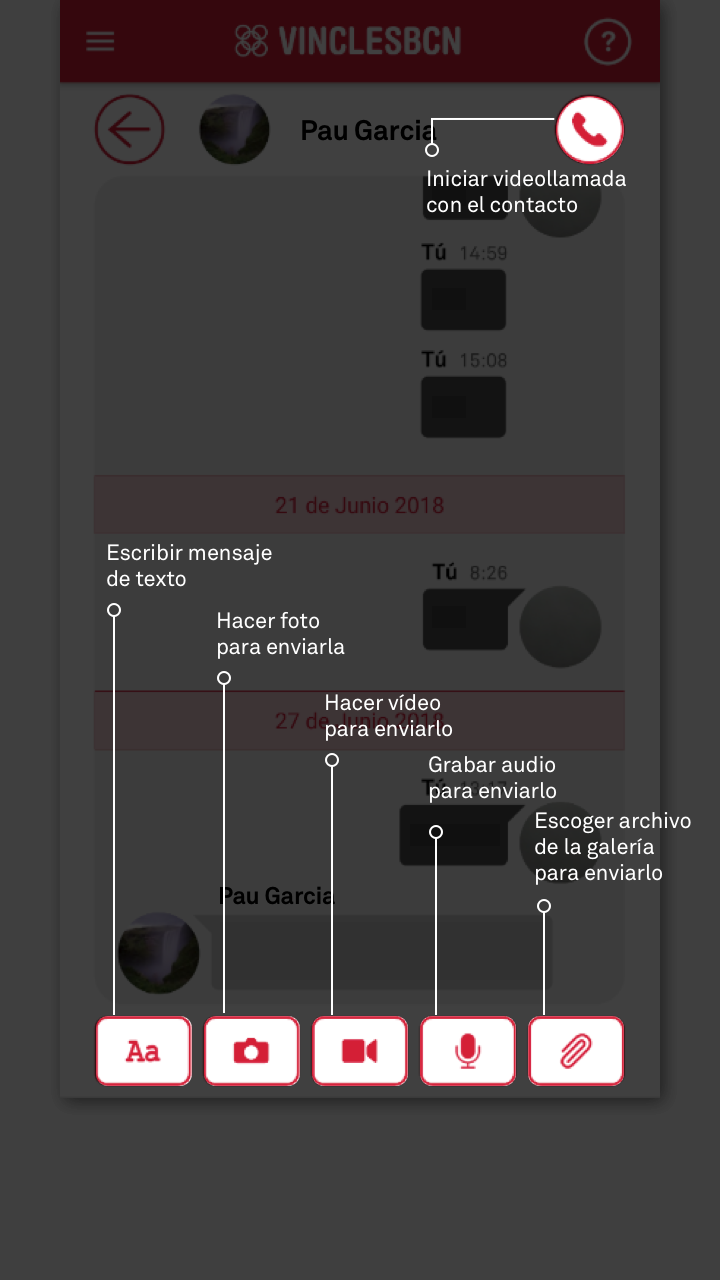 VINCLESBCN
?
Pau Garcia
Iniciar videollamada
con el contacto
Tú 14:59
Tú 15:08
21 de Junio 2018
Escribir mensaje
de texto
Tú 8:26
Hacer foto
para enviarla
Hacer vídeo
para enviarlo
27 de Junio 2018
Grabar audio
para enviarlo
Tú
Escoger archivo
de la galería
para enviarlo
Pau Garcia
Aa